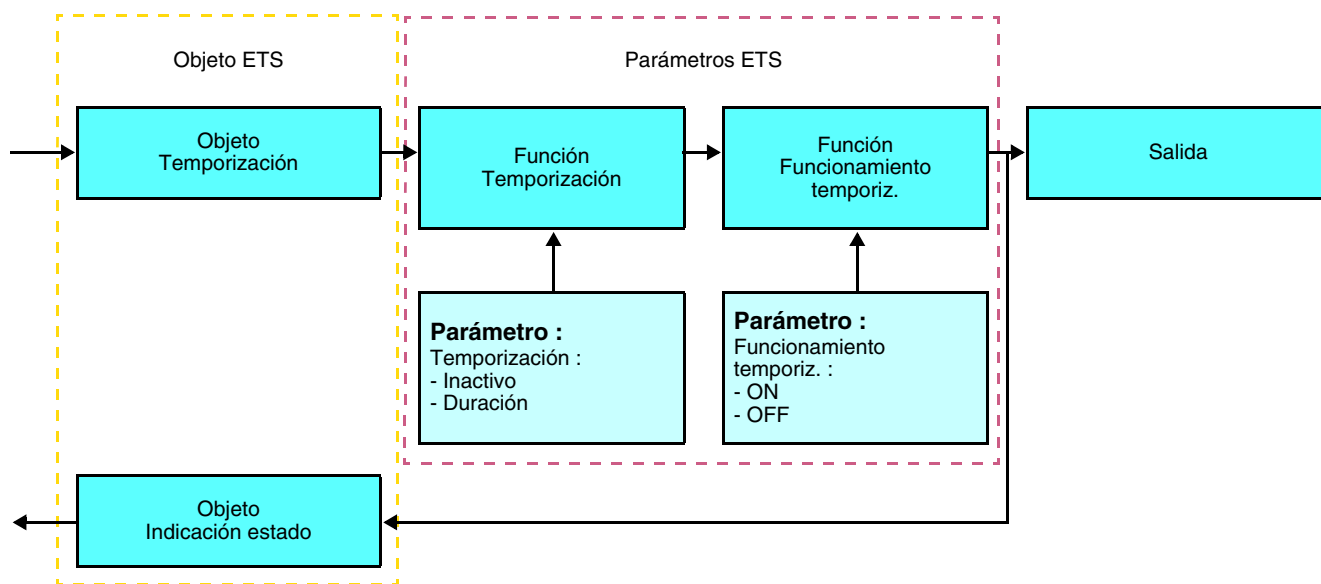 Objeto ETS
Parámetros ETS
Objeto
Temporización
Función
Temporización
Función
Funcionamiento
temporiz.
Salida
Parámetro :
Temporización :
- Inactivo
- Duración
Parámetro :
Funcionamiento
temporiz. :
- ON
- OFF
Objeto
Indicación estado